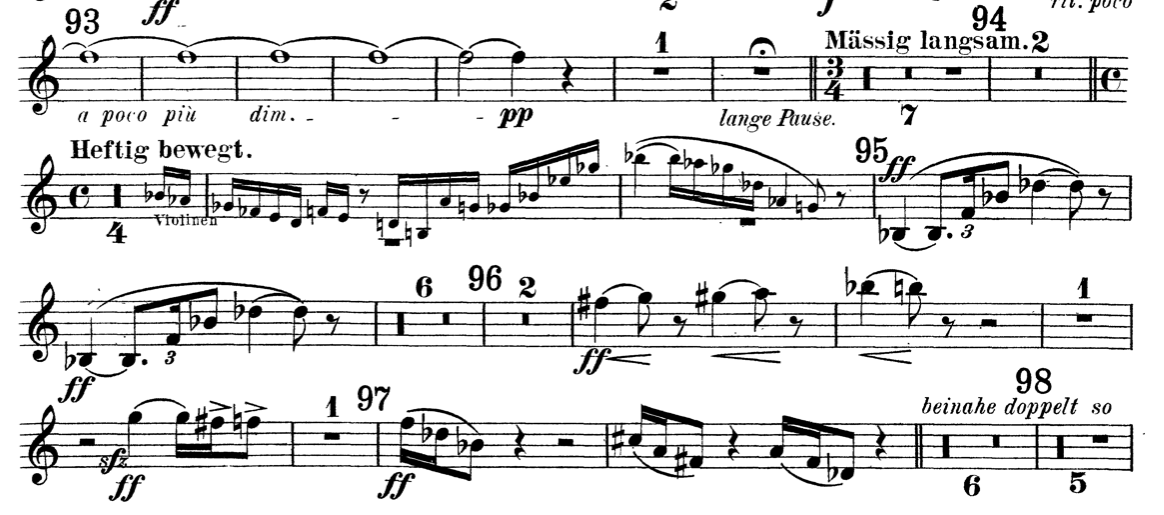 ff
2
f
rit. poco
93
94
1
Mässig langsam. 2
3
4
a poco più dim. - - - - pp
lange Pause.
7
Heftig bewegt.
95
ff
4
Violinen
3
6
96
2
1
3
ff
ff
1
97
98
beinahe doppelt so
sfz
ff
ff
6
5